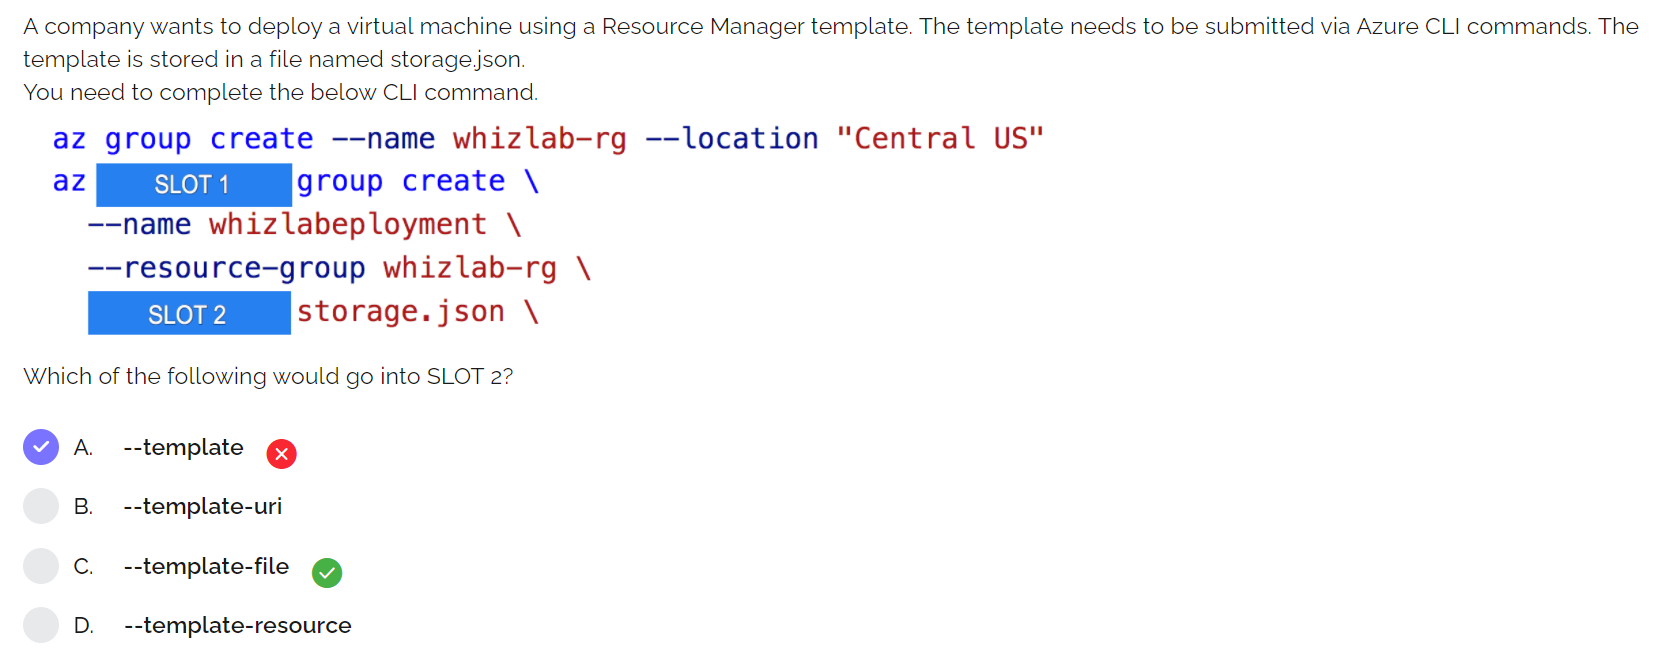 A company wants to deploy a virtual machine using a Resource Manager template. The template needs to be submitted via Azure CLI commands. The
template is stored in a file named storage.json.
You need to complete the below CLI command.
az group create --name whizlab-rg --location "Central US"
az SLOT 1 group create \
--name whizlabeployment \
--resource-group whizlab-rg \
SLOT 2 storage.json \
Which of the following would go into SLOT 2?
A. --template
B. --template-uri
C. --template-file
D. --template-resource